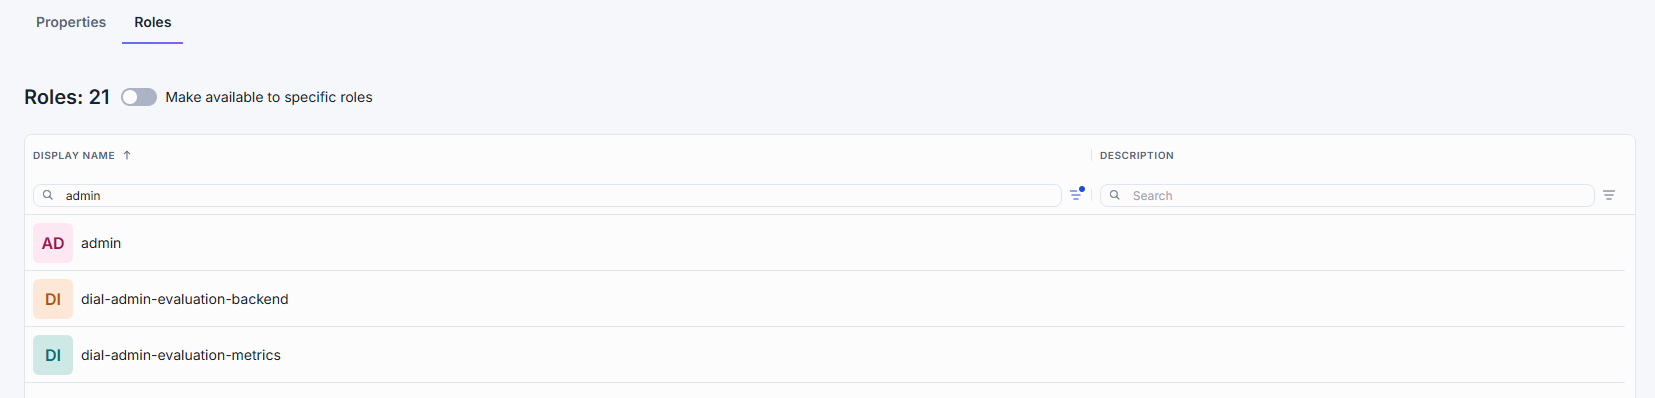 Properties Roles
Roles: 21 Make available to specific roles
DISPLAY NAME ↑ DESCRIPTION
admin Search
AD admin
DI dial-admin-evaluation-backend
DI dial-admin-evaluation-metrics